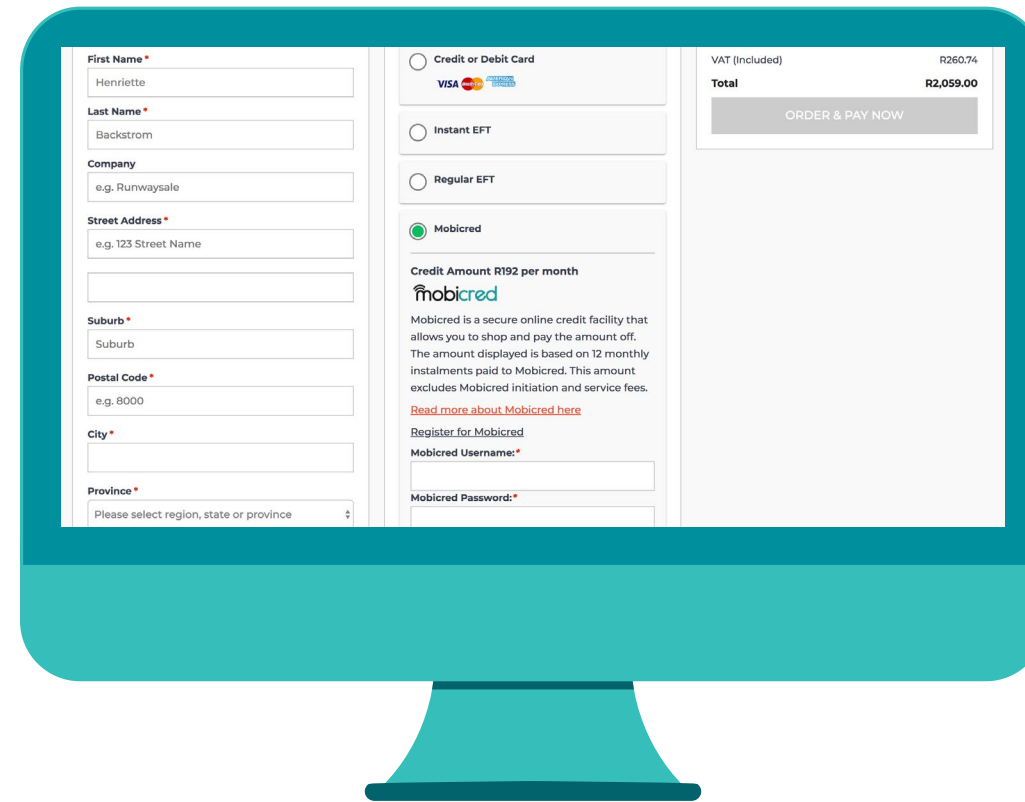 First Name *
Henriette
Last Name *
Backstrom
Company
e.g. Runwaysale
Street Address *
e.g. 123 Street Name
Suburb *
Suburb
Postal Code *
e.g. 8000
City *
Province *
Please select region, state or province
Credit or Debit Card
VISA
Instant EFT
Regular EFT
Mobicred
Credit Amount R192 per month
mobicred
Mobicred is a secure online credit facility that
allows you to shop and pay the amount off.
The amount displayed is based on 12 monthly
instalments paid to Mobicred. This amount
excludes Mobicred initiation and service fees.
Read more about Mobicred here
Register for Mobicred
Mobicred Username:*
Mobicred Password:*
VAT (Included) R260.74
Total R2,059.00
ORDER & PAY NOW